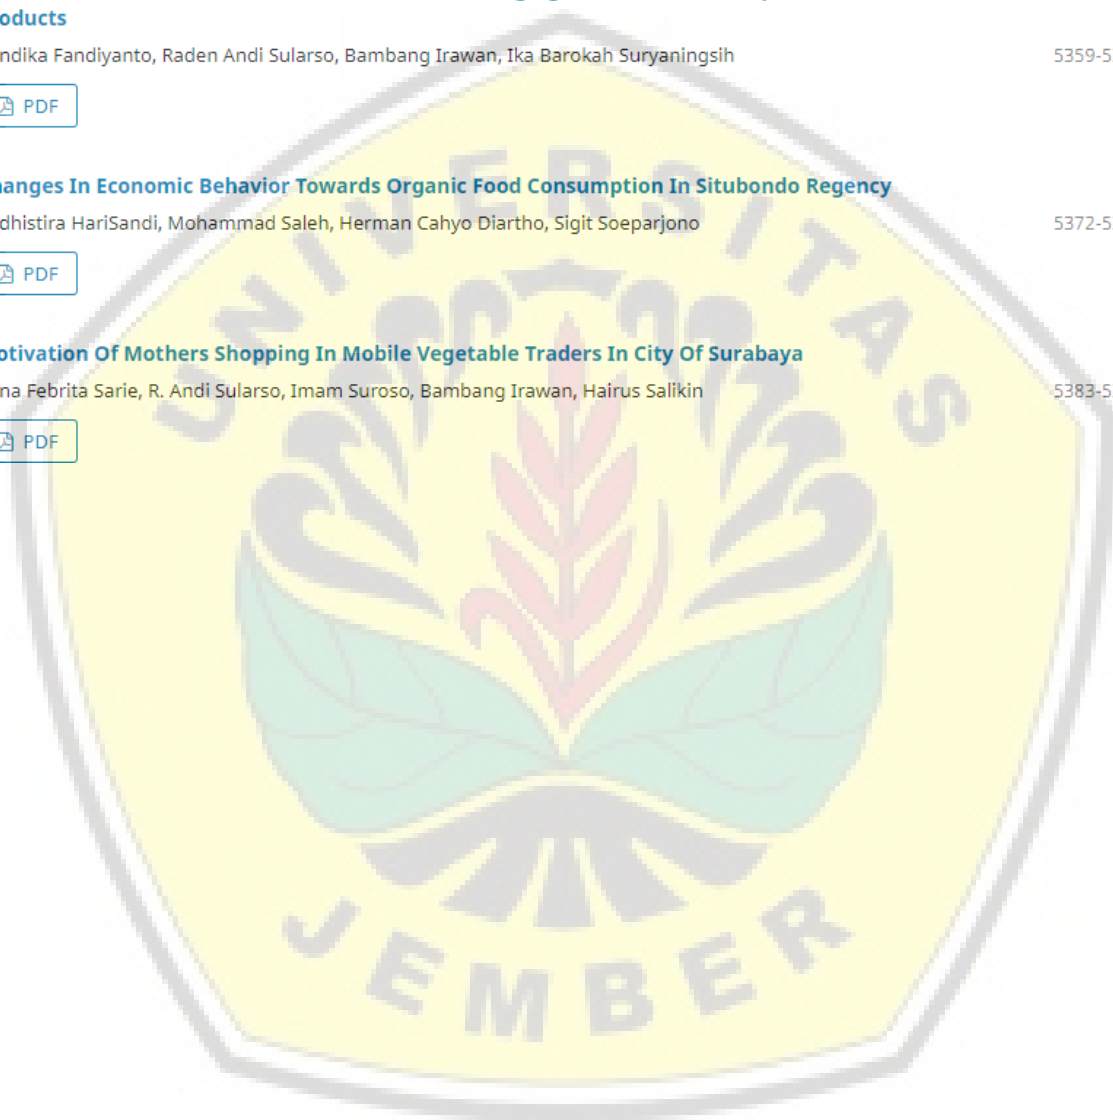 oducts
ndika Fandiyanto, Raden Andi Sularso, Bambang Irawan, Ika Barokah Suryaningsih 5359-5
PDF
hanges In Economic Behavior Towards Organic Food Consumption In Situbondo Regency
dhistira HariSandi, Mohammad Saleh, Herman Cahyo Diartho, Sigit Soeparjono 5372-5
PDF
otivation Of Mothers Shopping In Mobile Vegetable Traders In City Of Surabaya
na Febrita Sarie, R. Andi Sularso, Imam Suroso, Bambang Irawan, Hairus Salikin 5383-5
PDF
UNIVERSITAS
JEMBER